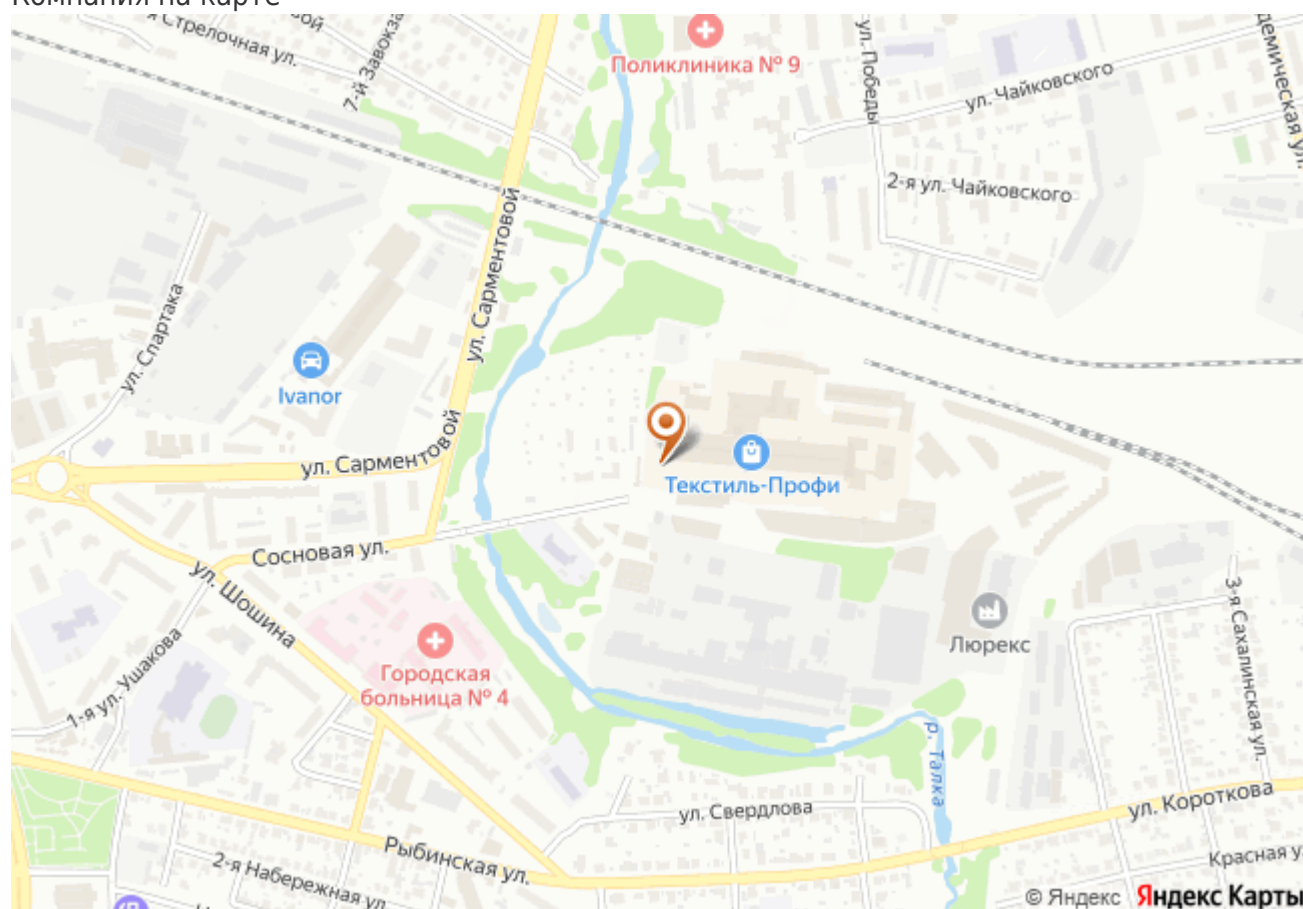 Компания на карте
Стрелочная ул.
7-й Завокза
Поликлиника № 9
ул. Победы
ул. Чайковского
2-я ул. Чайковского
ул. Сарментовой
ул. Спартака
Ivanor
ул. Сарментовой
Текстиль-Профи
Сосновая ул.
ул. Шошина
1-я ул. Ушакова
Городская
больница № 4
Люрекс
3-я Сахалинская ул.
р. Талка
ул. Свердлова
ул. Короткова
Рыбинская ул.
2-я Набережная ул.
Красная у
© Яндекс Яндекс Карты